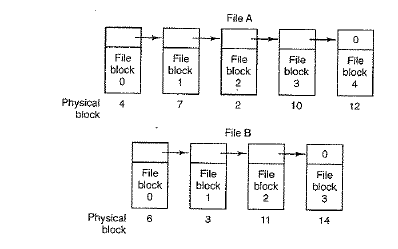 File A
0
File block 0
File block 1
File block 2
File block 3
File block 4
Physical block
4 7 2 10 12
File B
0
File block 0
File block 1
File block 2
File block 3
Physical block
6 3 11 14